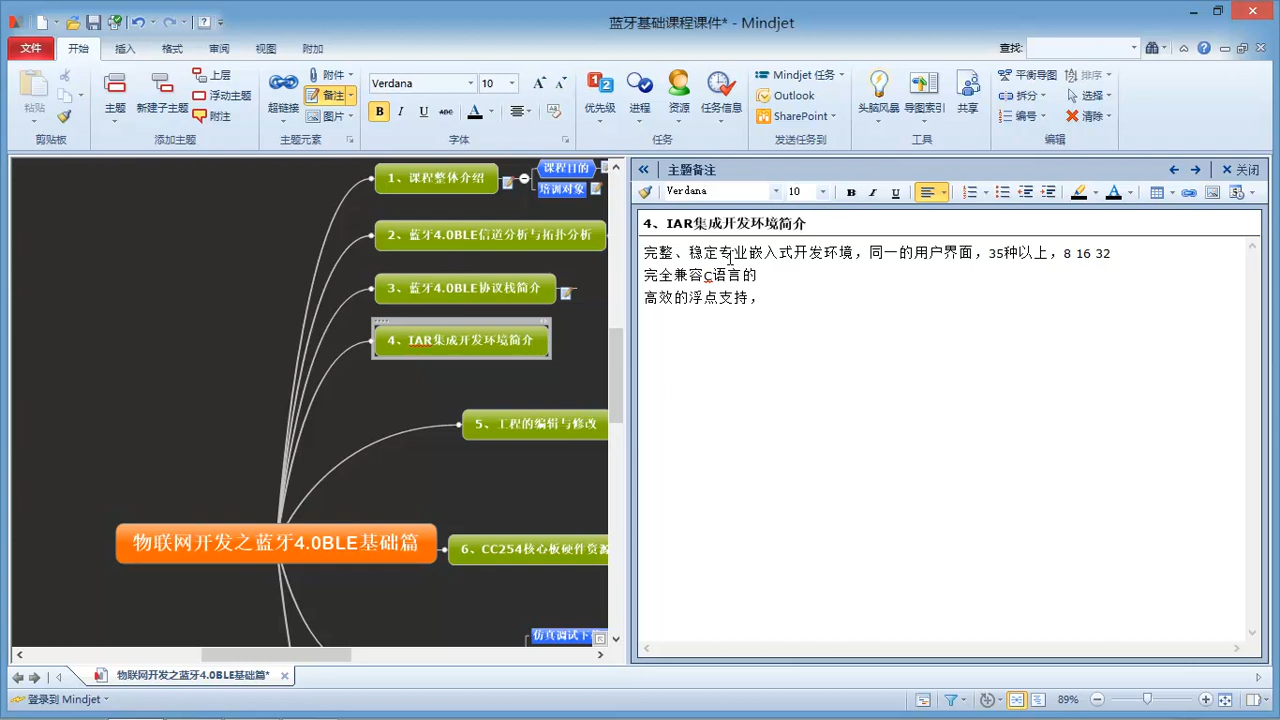 蓝牙基础课程课件* - Mindjet
文件 开始 插入 格式 审阅 视图 附加 查找:
粘贴
剪贴板
主题 新建子主题 上层 浮动主题 附注
添加主题
超链接 附件 备注 图片
主题元素
Verdana 10
B I U ABC A
字体
优先级 进程 资源 任务信息
任务
Mindjet 任务 Outlook SharePoint
发送任务到
头脑风暴 导图索引 共享
工具
平衡导图 排序 拆分 选择 编号 清除
编辑
1、课程整体介绍
课程目的
培训对象
2、蓝牙4.0BLE信道分析与拓扑分析
3、蓝牙4.0BLE协议栈简介
4、IAR集成开发环境简介
5、工程的编辑与修改
物联网开发之蓝牙4.0BLE基础篇
6、CC254核心板硬件资源
仿真调试下
主题备注 关闭
Verdana 10 B I U A
4、IAR集成开发环境简介
完整、稳定专业嵌入式开发环境，同一的用户界面，35种以上，8 16 32
完全兼容C语言的
高效的浮点支持，
物联网开发之蓝牙4.0BLE基础篇*
登录到 Mindjet 89%